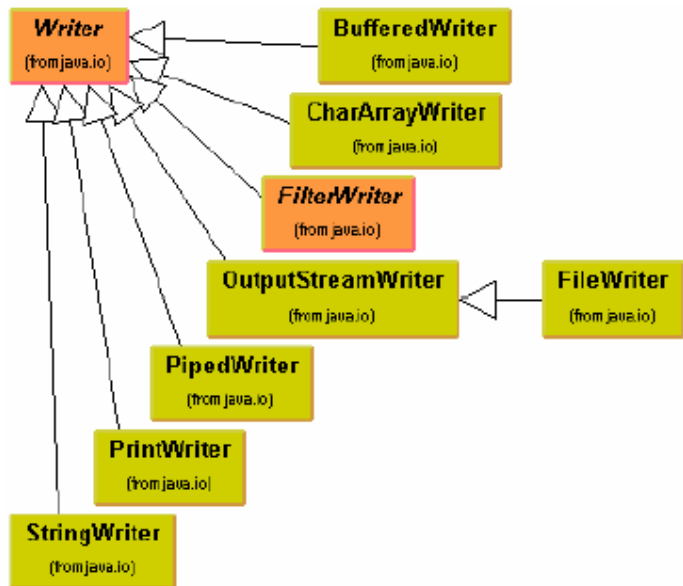 Writer
(from java.io)
BufferedWriter
(from java.io)
CharArrayWriter
(from java.io)
FilterWriter
(from java.io)
OutputStreamWriter
(from java.io)
FileWriter
(from java.io)
PipedWriter
(from java.io)
PrintWriter
(from java.io)
StringWriter
(from java.io)